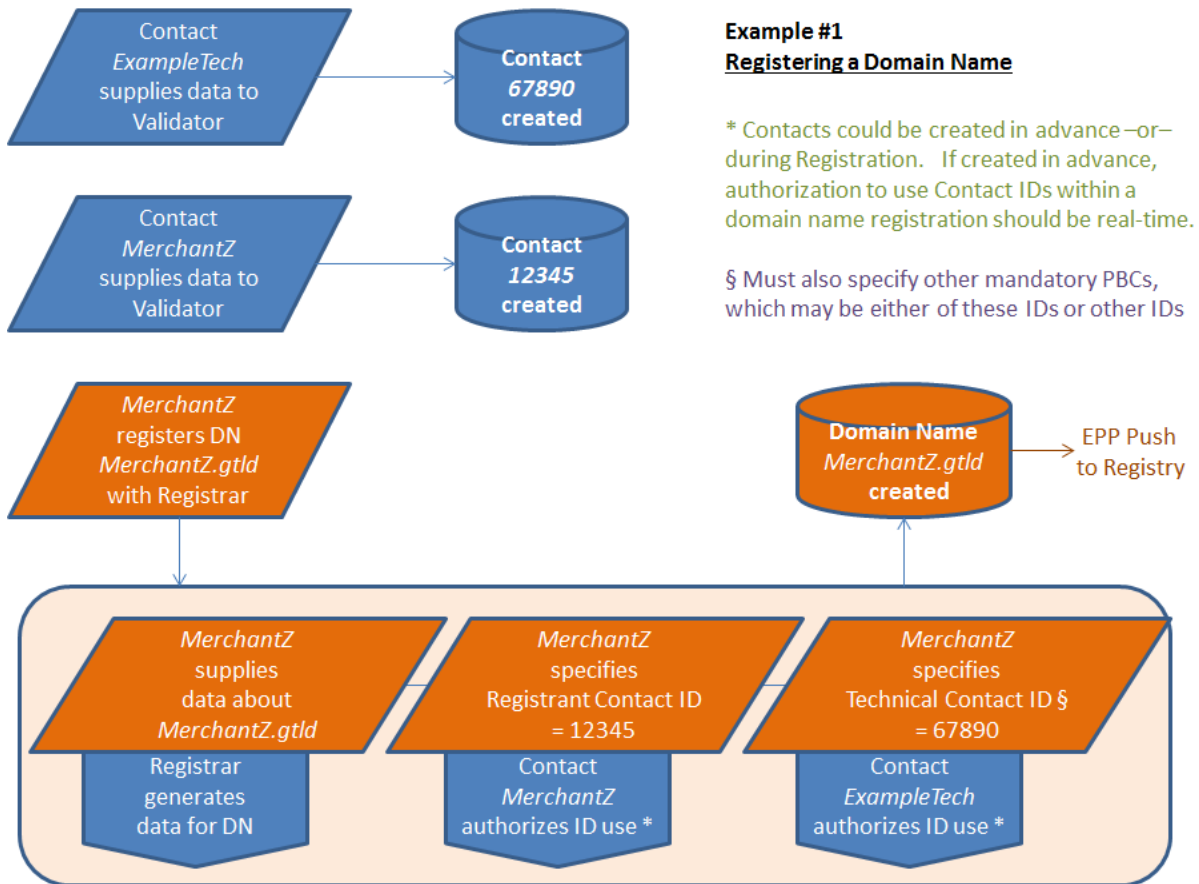 Contact
ExampleTech
supplies data to
Validator
Contact
67890
created
Example #1
Registering a Domain Name
* Contacts could be created in advance –or–
during Registration. If created in advance,
authorization to use Contact IDs within a
domain name registration should be real-time.
§ Must also specify other mandatory PBCs,
which may be either of these IDs or other IDs
Contact
MerchantZ
supplies data to
Validator
Contact
12345
created
MerchantZ
registers DN
MerchantZ.gtld
with Registrar
Domain Name
MerchantZ.gtld
created
EPP Push
to Registry
MerchantZ
supplies
data about
MerchantZ.gtld
MerchantZ
specifies
Registrant Contact ID
= 12345
MerchantZ
specifies
Technical Contact ID §
= 67890
Registrar
generates
data for DN
Contact
MerchantZ
authorizes ID use *
Contact
ExampleTech
authorizes ID use *